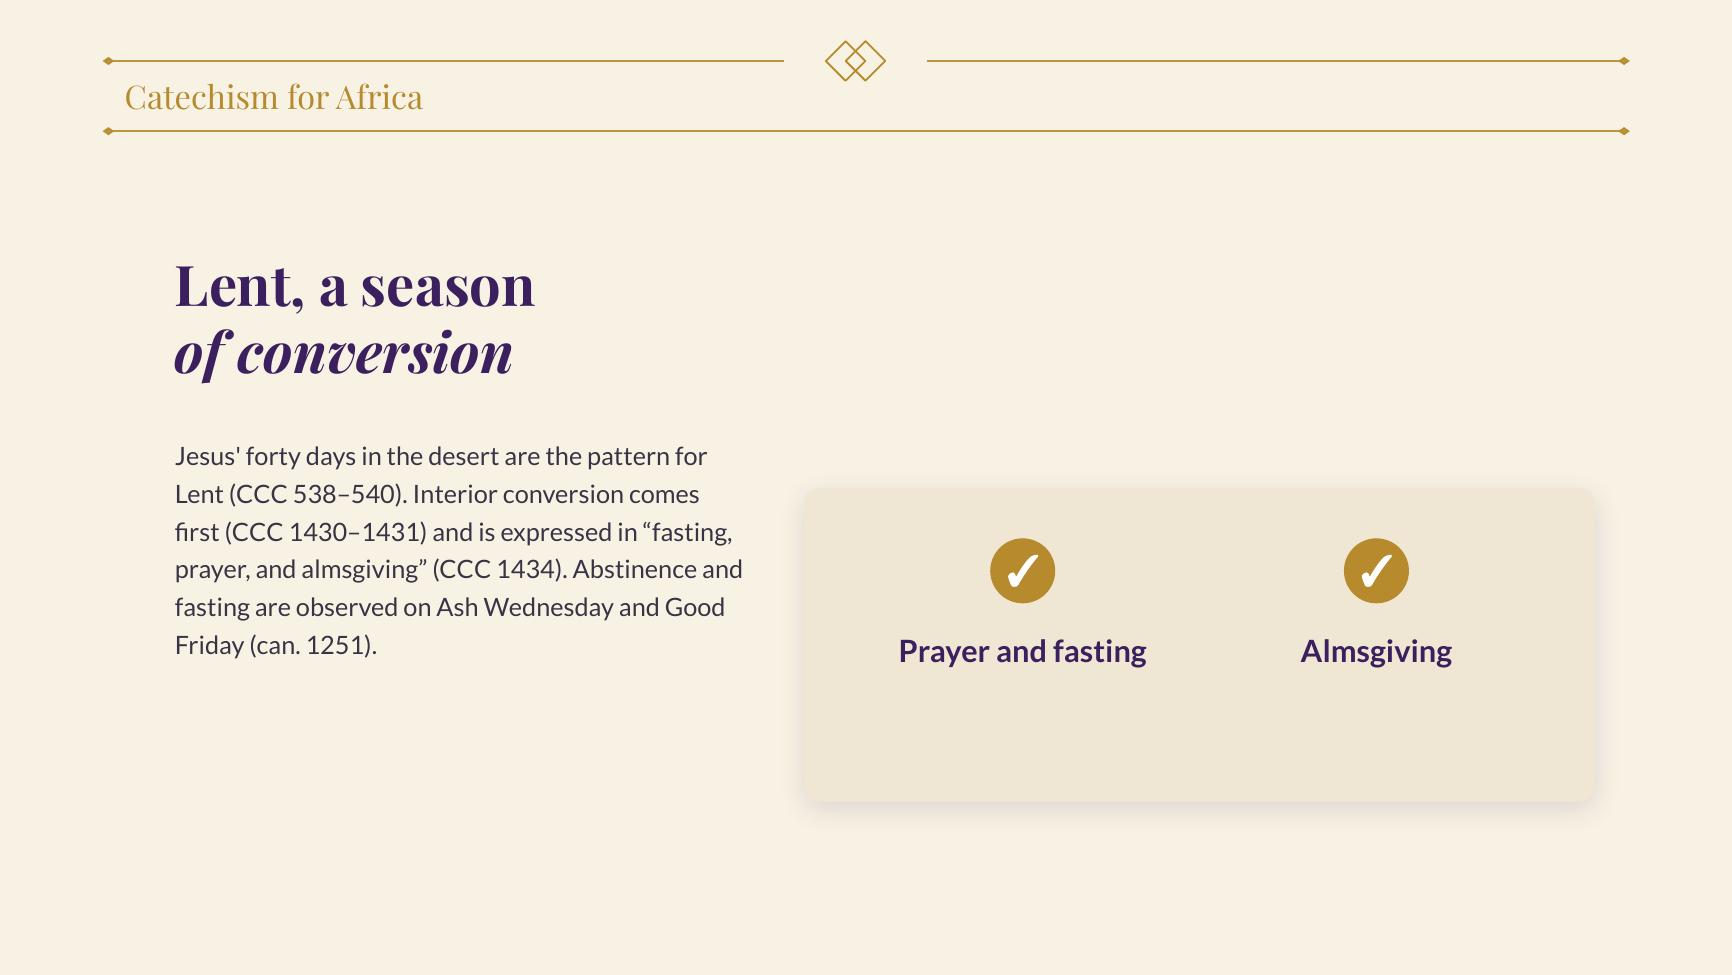 Catechism for Africa
Lent, a season
of conversion
Jesus' forty days in the desert are the pattern for
Lent (CCC 538–540). Interior conversion comes
first (CCC 1430–1431) and is expressed in “fasting,
prayer, and almsgiving” (CCC 1434). Abstinence and
fasting are observed on Ash Wednesday and Good
Friday (can. 1251).
Prayer and fasting
Almsgiving